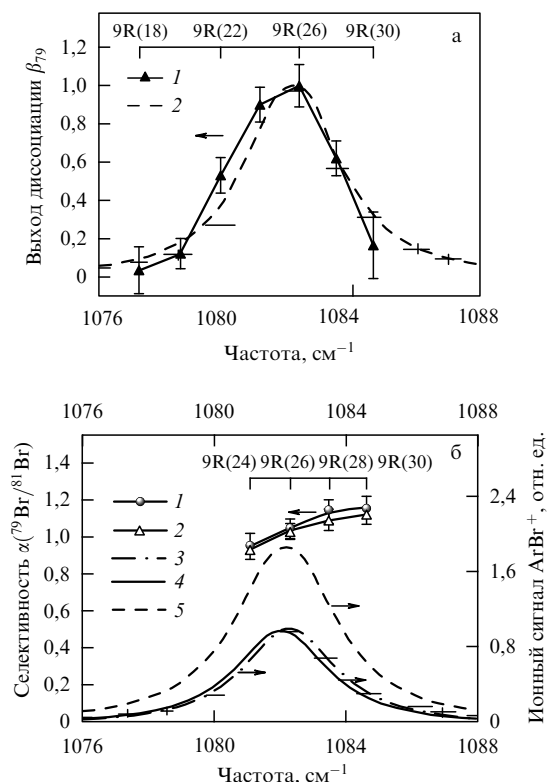 9R(18) 9R(22) 9R(26) 9R(30)
а
1,2
1,0
0,8
0,6
0,4
0,2
0
1
2
Выход диссоциации β79
1076 1080 1084 1088
Частота, см⁻¹
1076 1080 1084 1088
9R(24) 9R(26) 9R(28) 9R(30)
б
1,4
1,2
1,0
0,8
0,6
0,4
0,2
0
1
2
3
4
5
2,4
1,6
0,8
0
Селективность α(⁷⁹Br/⁸¹Br)
Ионный сигнал ArBr⁺, отн. ед.
1076 1080 1084 1088
Частота, см⁻¹